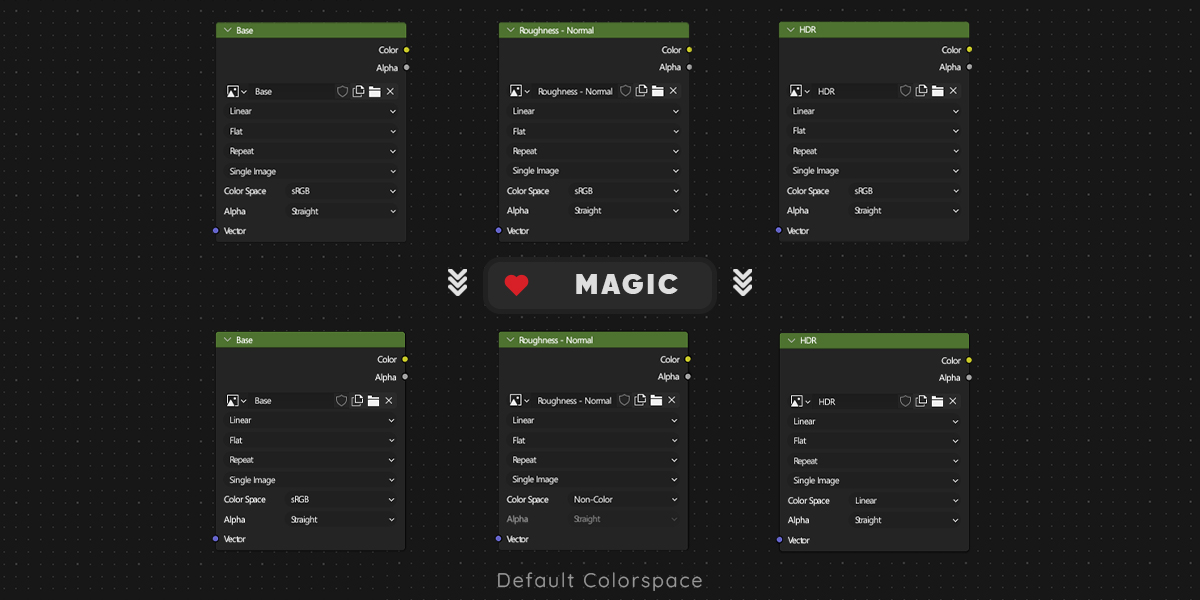 Base
Color
Alpha
Base
Linear
Flat
Repeat
Single Image
Color Space sRGB
Alpha Straight
Vector
Roughness - Normal
Color
Alpha
Roughness - Normal
Linear
Flat
Repeat
Single Image
Color Space sRGB
Alpha Straight
Vector
HDR
Color
Alpha
HDR
Linear
Flat
Repeat
Single Image
Color Space sRGB
Alpha Straight
Vector
MAGIC
Base
Color
Alpha
Base
Linear
Flat
Repeat
Single Image
Color Space sRGB
Alpha Straight
Vector
Roughness - Normal
Color
Alpha
Roughness - Normal
Linear
Flat
Repeat
Single Image
Color Space Non-Color
Alpha Straight
Vector
HDR
Color
Alpha
HDR
Linear
Flat
Repeat
Single Image
Color Space Linear
Alpha Straight
Vector
Default Colorspace